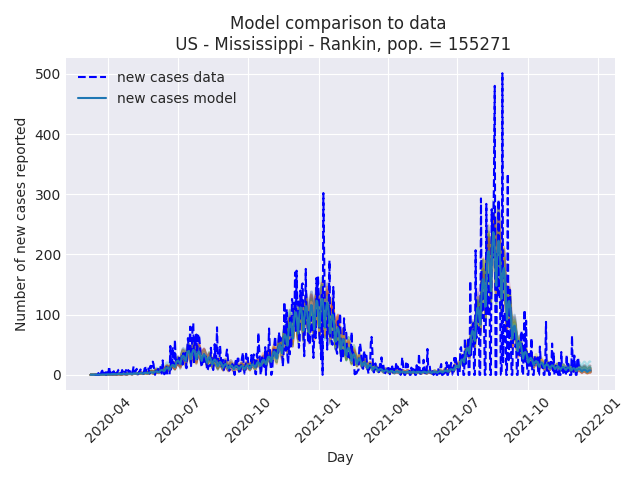 Model comparison to data
US - Mississippi - Rankin, pop. = 155271
new cases data
new cases model
Number of new cases reported
500
400
300
200
100
0
2020-04
2020-07
2020-10
2021-01
2021-04
2021-07
2021-10
2022-01
Day